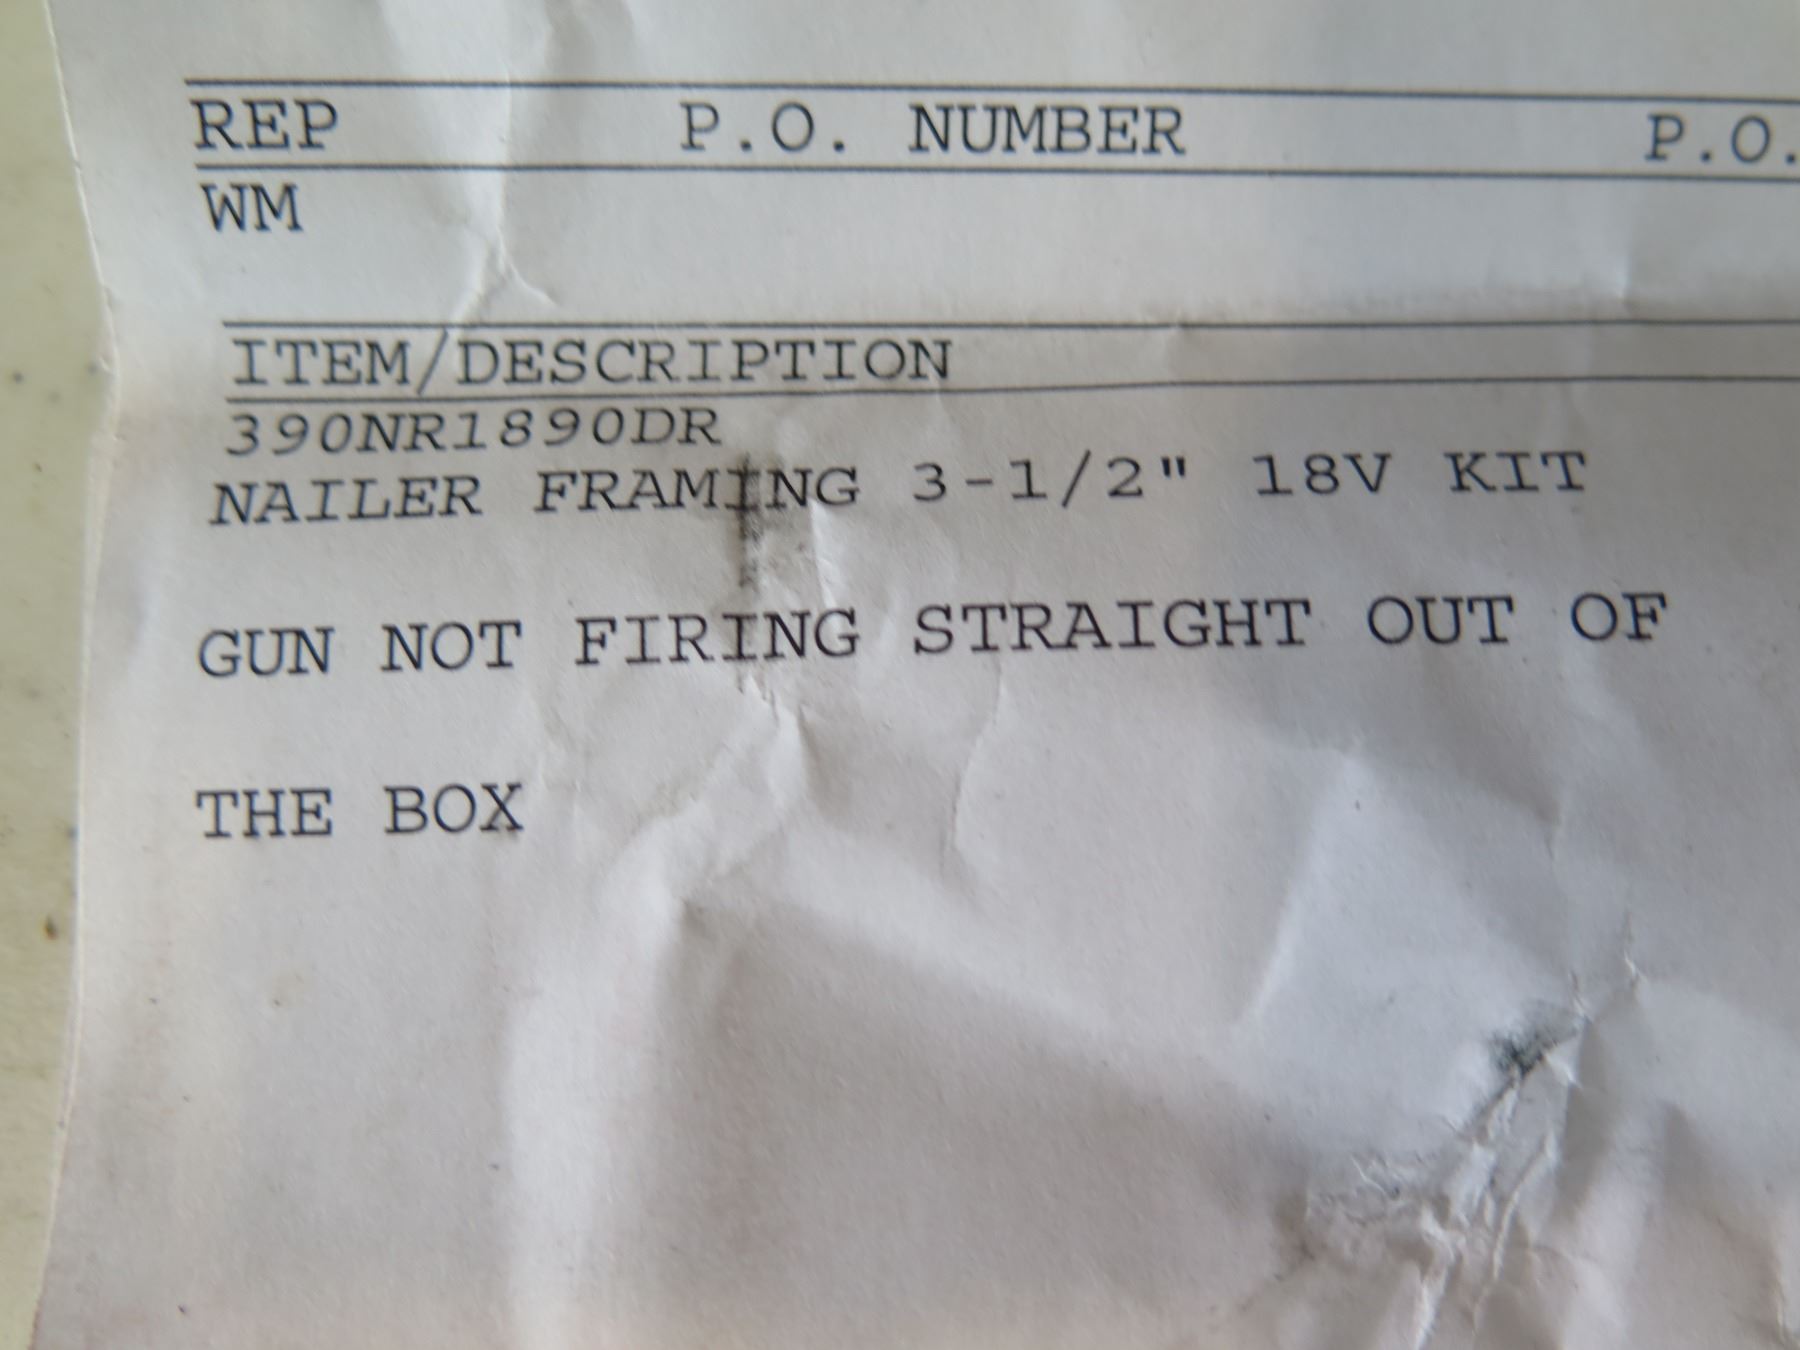 REP P.O. NUMBER P.O.
WM
ITEM/DESCRIPTION
390NR1890DR
NAILER FRAMING 3-1/2" 18V KIT
GUN NOT FIRING STRAIGHT OUT OF
THE BOX